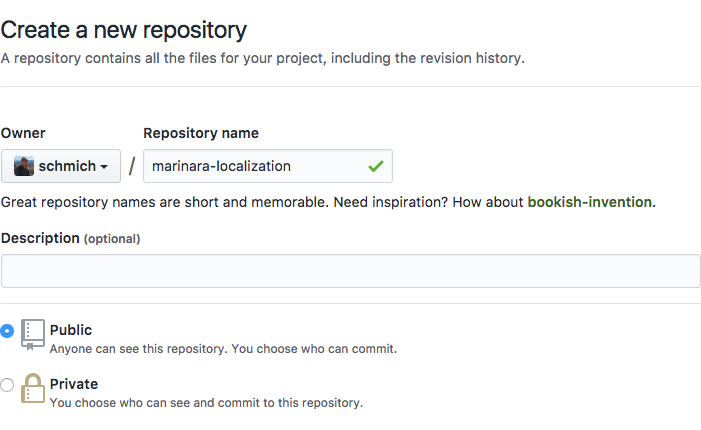 Create a new repository
A repository contains all the files for your project, including the revision history.
Owner
Repository name
schmich / marinara-localization
Great repository names are short and memorable. Need inspiration? How about bookish-invention.
Description (optional)
Public
Anyone can see this repository. You choose who can commit.
Private
You choose who can see and commit to this repository.